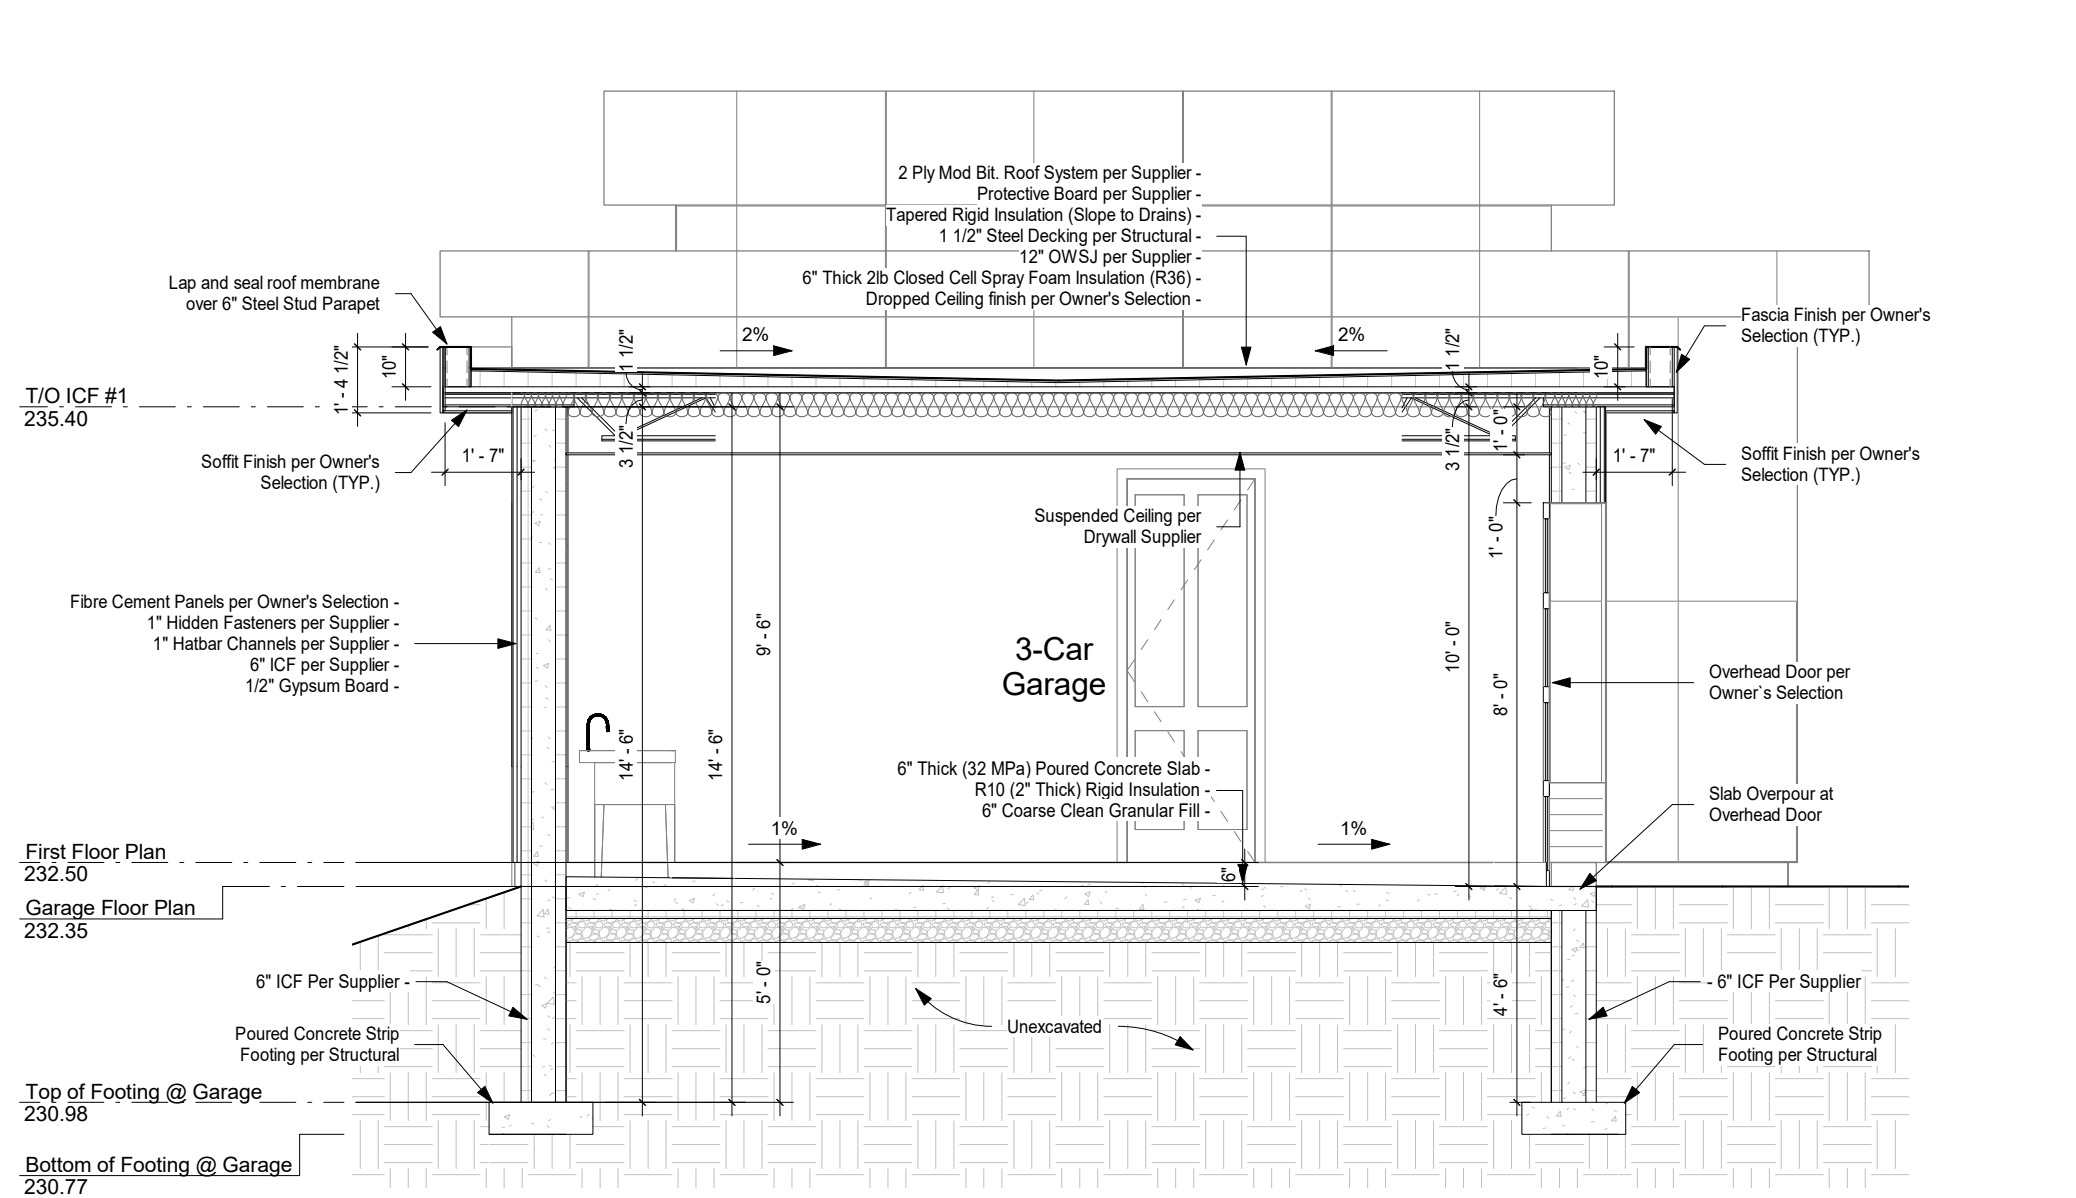 2 Ply Mod Bit. Roof System per Supplier -
Protective Board per Supplier -
Tapered Rigid Insulation (Slope to Drains) -
1 1/2" Steel Decking per Structural -
12" OWSJ per Supplier -
6" Thick 2lb Closed Cell Spray Foam Insulation (R36) -
Dropped Ceiling finish per Owner's Selection -
Lap and seal roof membrane
over 6" Steel Stud Parapet
Fascia Finish per Owner's
Selection (TYP.)
2%
2%
1 1/2"
1 1/2"
1' - 4 1/2"
10"
10"
T/O ICF #1
235.40
3 1/2"
3 1/2"
1' - 0"
1' - 7"
1' - 7"
Soffit Finish per Owner's
Selection (TYP.)
Soffit Finish per Owner's
Selection (TYP.)
Suspended Ceiling per
Drywall Supplier
1' - 0"
Fibre Cement Panels per Owner's Selection -
1" Hidden Fasteners per Supplier -
1" Hatbar Channels per Supplier -
6" ICF per Supplier -
1/2" Gypsum Board -
9' - 6"
3-Car
Garage
10' - 0"
8' - 0"
Overhead Door per
Owner`s Selection
14' - 6"
14' - 6"
6" Thick (32 MPa) Poured Concrete Slab -
R10 (2" Thick) Rigid Insulation -
6" Coarse Clean Granular Fill -
Slab Overpour at
Overhead Door
1%
1%
First Floor Plan
232.50
6"
Garage Floor Plan
232.35
6" ICF Per Supplier -
5' - 0"
4' - 6"
- 6" ICF Per Supplier
Unexcavated
Poured Concrete Strip
Footing per Structural
Poured Concrete Strip
Footing per Structural
Top of Footing @ Garage
230.98
Bottom of Footing @ Garage
230.77